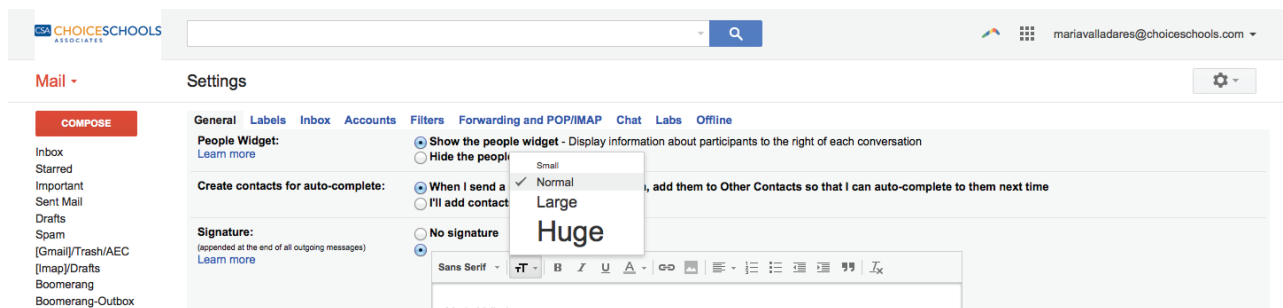 CSA CHOICESCHOOLS
ASSOCIATES
mariavalladares@choiceschools.com
Mail
Settings
COMPOSE
Inbox
Starred
Important
Sent Mail
Drafts
Spam
[Gmail]/Trash/AEC
[Imap]/Drafts
Boomerang
Boomerang-Outbox
General Labels Inbox Accounts Filters Forwarding and POP/IMAP Chat Labs Offline
People Widget:
Learn more
Show the people widget - Display information about participants to the right of each conversation
Hide the people
Create contacts for auto-complete:
When I send a , add them to Other Contacts so that I can auto-complete to them next time
I'll add contact
Signature:
(appended at the end of all outgoing messages)
Learn more
No signature
Small
Normal
Large
Huge
Sans Serif